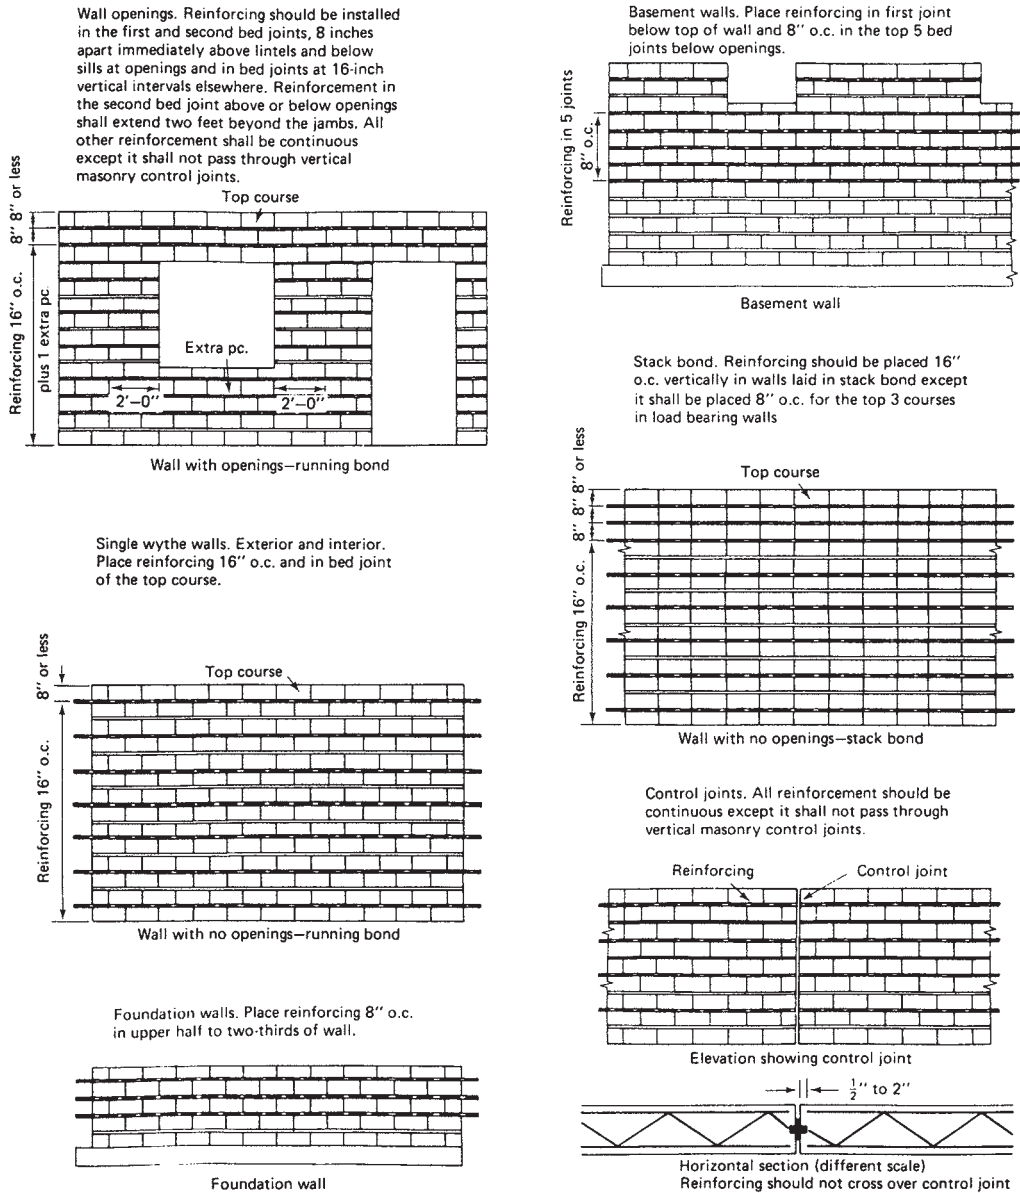 Wall openings. Reinforcing should be installed
in the first and second bed joints, 8 inches
apart immediately above lintels and below
sills at openings and in bed joints at 16-inch
vertical intervals elsewhere. Reinforcement in
the second bed joint above or below openings
shall extend two feet beyond the jambs. All
other reinforcement shall be continuous
except it shall not pass through vertical
masonry control joints.
Top course
8" or less
Reinforcing 16" o.c.
plus 1 extra pc.
Extra pc.
2'–0"
2'–0"
Wall with openings–running bond
Single wythe walls. Exterior and interior.
Place reinforcing 16" o.c. and in bed joint
of the top course.
Top course
8" or less
Reinforcing 16" o.c.
Wall with no openings–running bond
Foundation walls. Place reinforcing 8" o.c.
in upper half to two-thirds of wall.
Foundation wall
Basement walls. Place reinforcing in first joint
below top of wall and 8" o.c. in the top 5 bed
joints below openings.
Reinforcing in 5 joints
8" o.c.
Basement wall
Stack bond. Reinforcing should be placed 16"
o.c. vertically in walls laid in stack bond except
it shall be placed 8" o.c. for the top 3 courses
in load bearing walls
Top course
8" 8" 8" or less
Reinforcing 16" o.c.
Wall with no openings–stack bond
Control joints. All reinforcement should be
continuous except it shall not pass through
vertical masonry control joints.
Reinforcing
Control joint
Elevation showing control joint
1/2" to 2"
Horizontal section (different scale)
Reinforcing should not cross over control joint